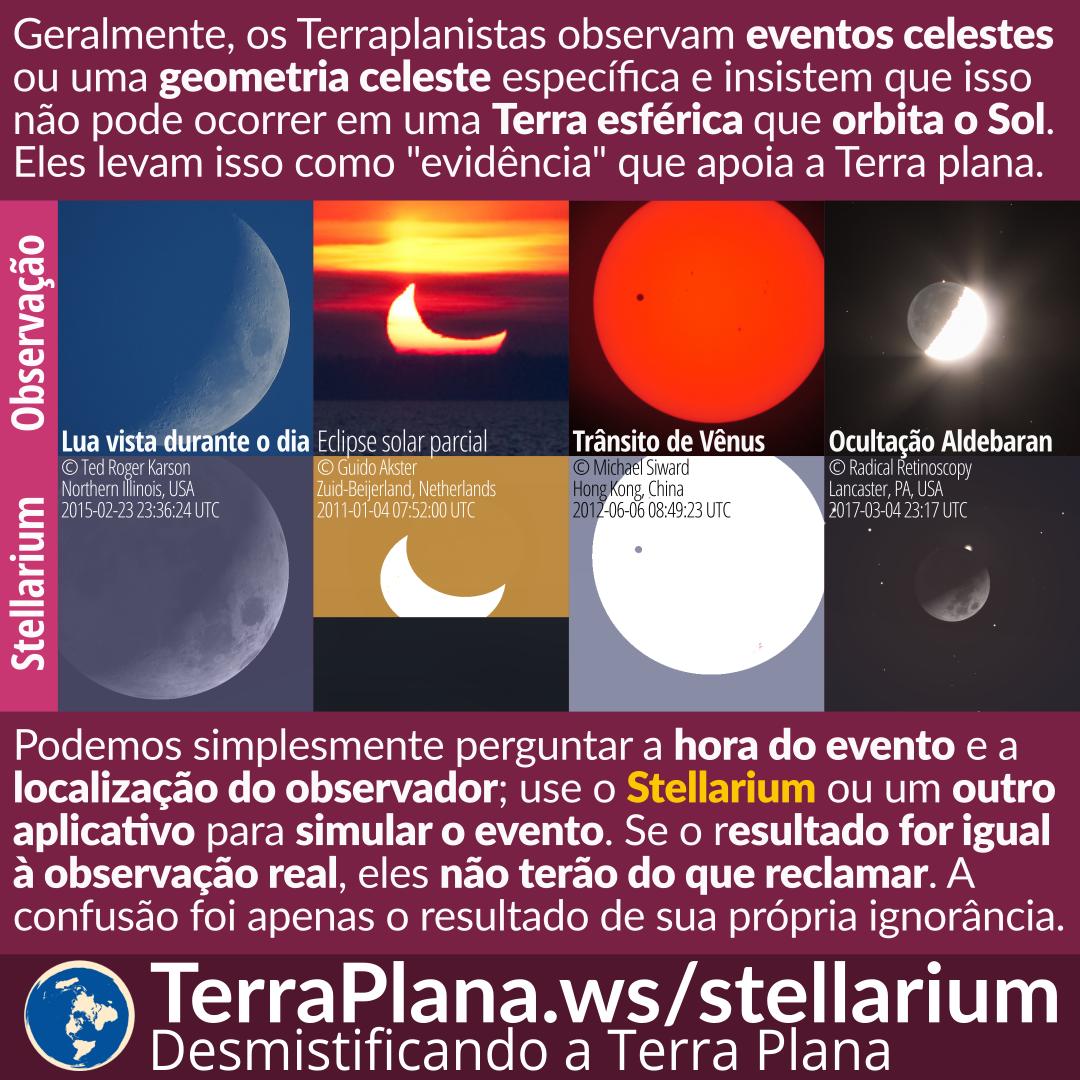 Geralmente, os Terraplanistas observam eventos celestes
ou uma geometria celeste específica e insistem que isso
não pode ocorrer em uma Terra esférica que orbita o Sol.
Eles levam isso como "evidência" que apoia a Terra plana.
Observação
Lua vista durante o dia
Eclipse solar parcial
Trânsito de Vênus
Ocultação Aldebaran
Stellarium
© Ted Roger Karson
Northern Illinois, USA
2015-02-23 23:36:24 UTC
© Guido Akster
Zuid-Beijerland, Netherlands
2011-01-04 07:52:00 UTC
© Michael Siward
Hong Kong, China
2012-06-06 08:49:23 UTC
© Radical Retinoscopy
Lancaster, PA, USA
2017-03-04 23:17 UTC
Podemos simplesmente perguntar a hora do evento e a
localização do observador; use o Stellarium ou um outro
aplicativo para simular o evento. Se o resultado for igual
à observação real, eles não terão do que reclamar. A
confusão foi apenas o resultado de sua própria ignorância.
TerraPlana.ws/stellarium
Desmistificando a Terra Plana